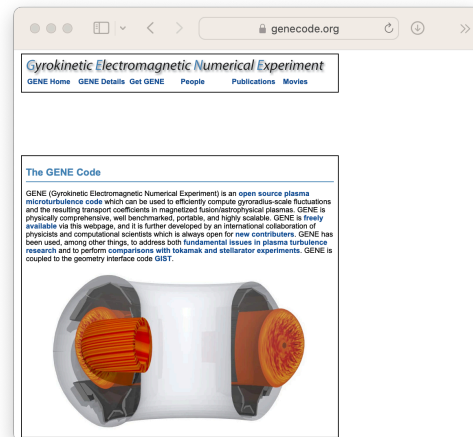 genecode.org
Gyrokinetic Electromagnetic Numerical Experiment
GENE Home GENE Details Get GENE People Publications Movies
The GENE Code
GENE (Gyrokinetic Electromagnetic Numerical Experiment) is an open source plasma
microturbulence code which can be used to efficiently compute gyroradius-scale fluctuations
and the resulting transport coefficients in magnetized fusion/astrophysical plasmas. GENE is
physically comprehensive, well benchmarked, portable, and highly scalable. GENE is freely
available via this webpage, and it is further developed by an international collaboration of
physicists and computational scientists which is always open for new contributers. GENE has
been used, among other things, to address both fundamental issues in plasma turbulence
research and to perform comparisons with tokamak and stellarator experiments. GENE is
coupled to the geometry interface code GIST.